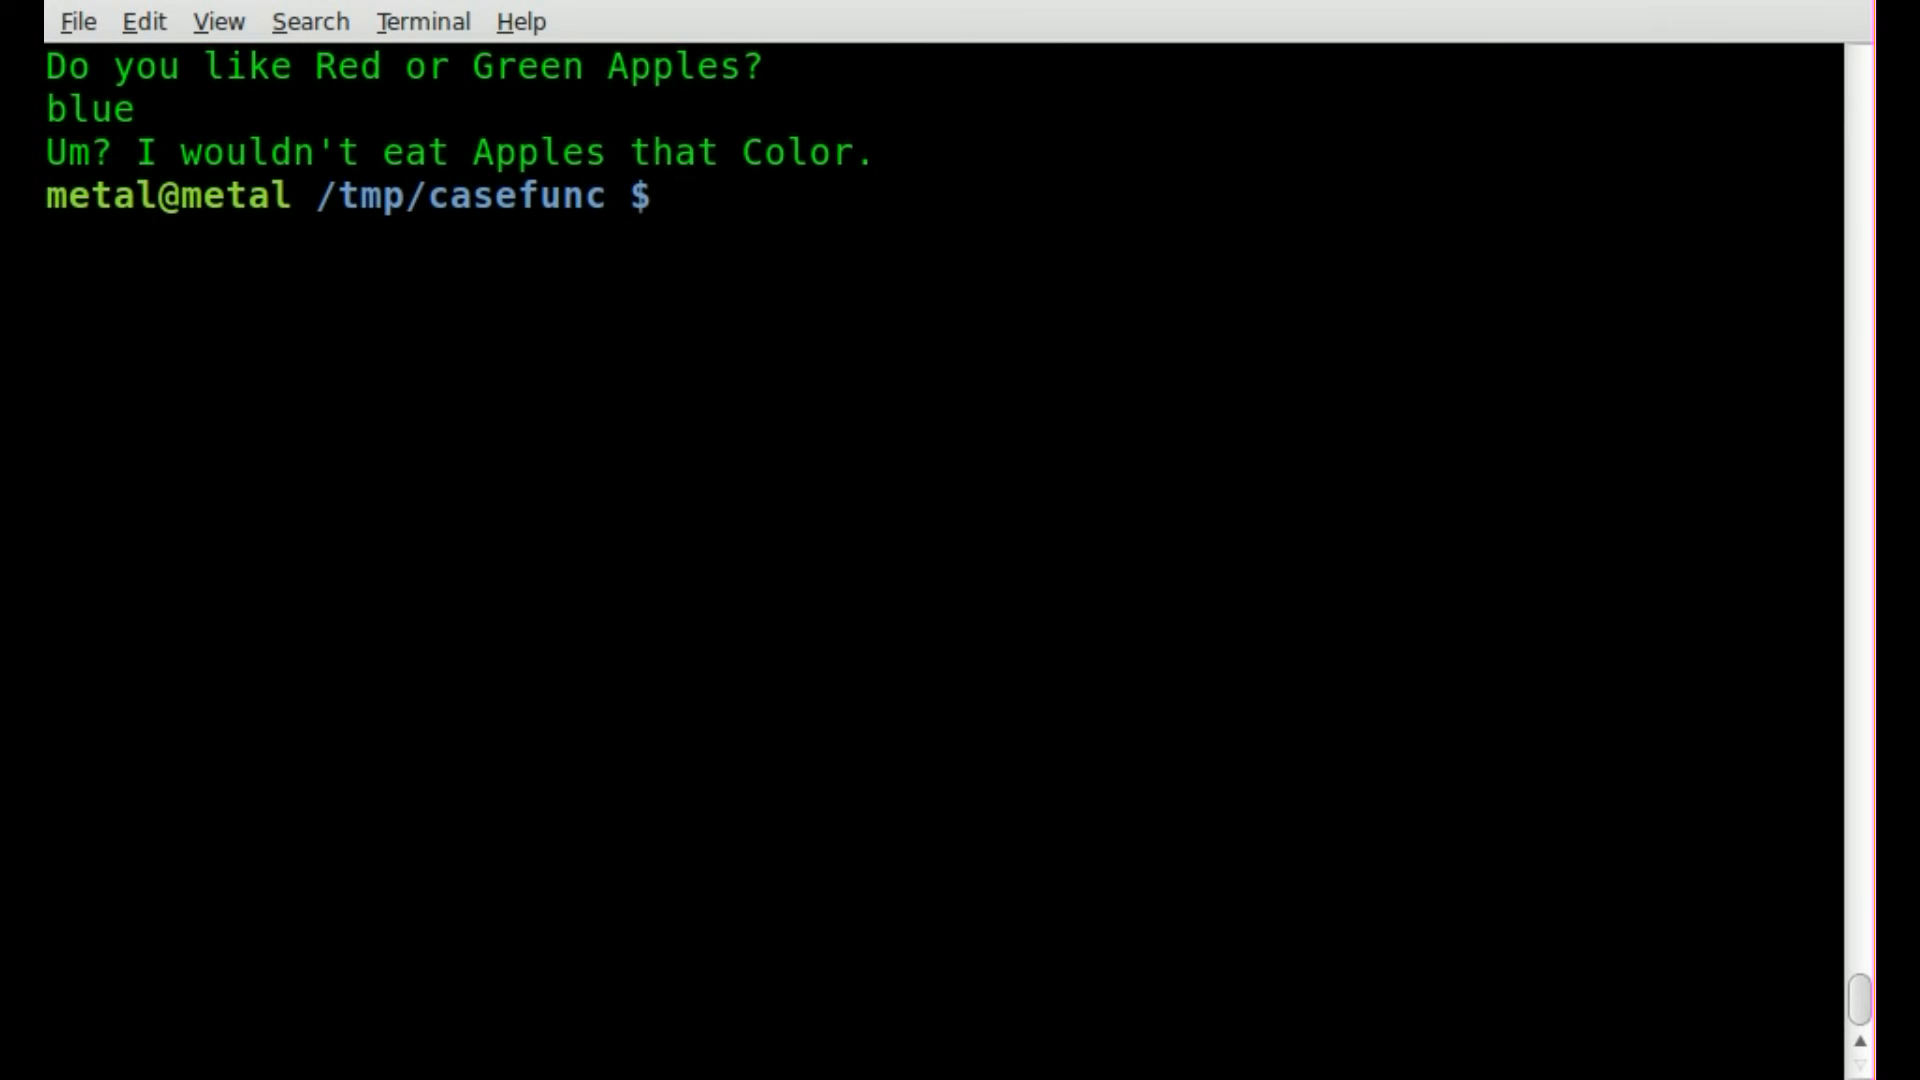 File Edit View Search Terminal Help
Do you like Red or Green Apples?
blue
Um? I wouldn't eat Apples that Color.
metal@metal /tmp/casefunc $